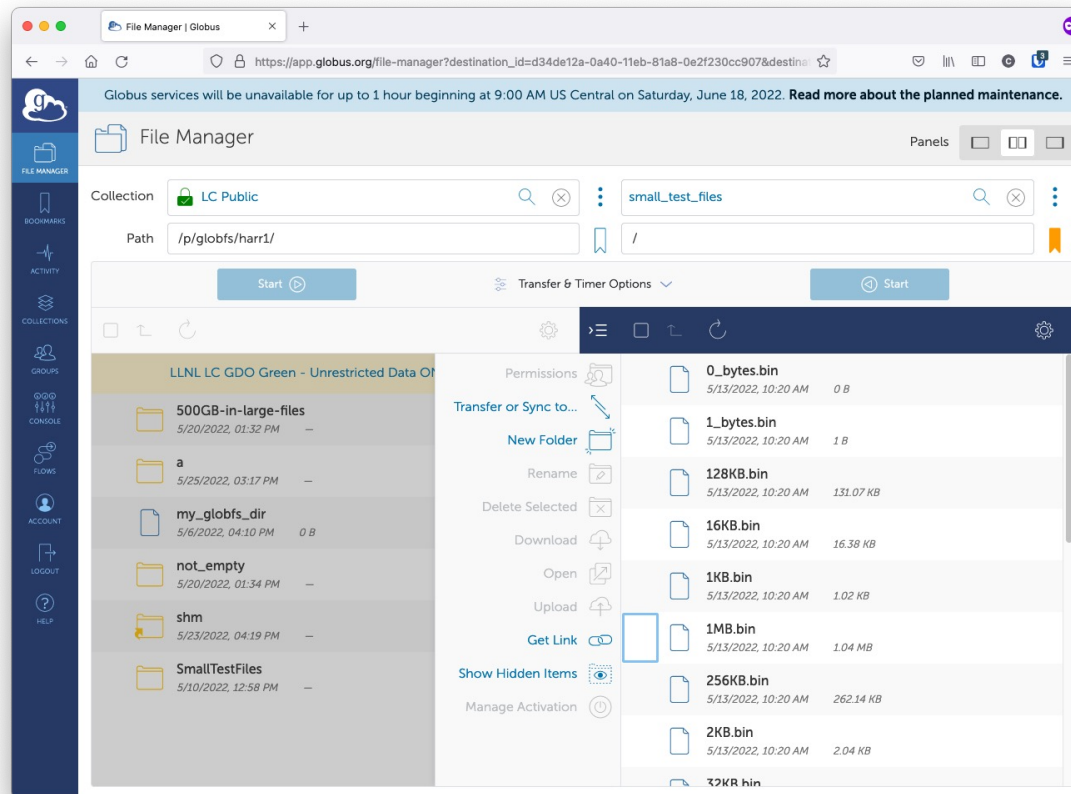 File Manager | Globus
https://app.globus.org/file-manager?destination_id=d34de12a-0a40-11eb-81a8-0e2f230cc907&destina
3
Globus services will be unavailable for up to 1 hour beginning at 9:00 AM US Central on Saturday, June 18, 2022. Read more about the planned maintenance.
g
File Manager
Panels
FILE MANAGER
BOOKMARKS
ACTIVITY
COLLECTIONS
GROUPS
CONSOLE
FLOWS
ACCOUNT
LOGOUT
HELP
Collection
LC Public
small_test_files
Path
/p/globfs/harr1/
/
Start
Transfer & Timer Options
Start
LLNL LC GDO Green - Unrestricted Data ON
500GB-in-large-files
5/20/2022, 01:32 PM —
a
5/25/2022, 03:17 PM —
my_globfs_dir
5/6/2022, 04:10 PM 0 B
not_empty
5/20/2022, 01:34 PM —
shm
5/23/2022, 04:19 PM —
SmallTestFiles
5/10/2022, 12:58 PM —
Permissions
Transfer or Sync to...
New Folder
Rename
Delete Selected
Download
Open
Upload
Get Link
Show Hidden Items
Manage Activation
0_bytes.bin
5/13/2022, 10:20 AM 0 B
1_bytes.bin
5/13/2022, 10:20 AM 1 B
128KB.bin
5/13/2022, 10:20 AM 131.07 KB
16KB.bin
5/13/2022, 10:20 AM 16.38 KB
1KB.bin
5/13/2022, 10:20 AM 1.02 KB
1MB.bin
5/13/2022, 10:20 AM 1.04 MB
256KB.bin
5/13/2022, 10:20 AM 262.14 KB
2KB.bin
5/13/2022, 10:20 AM 2.04 KB
32KB.bin